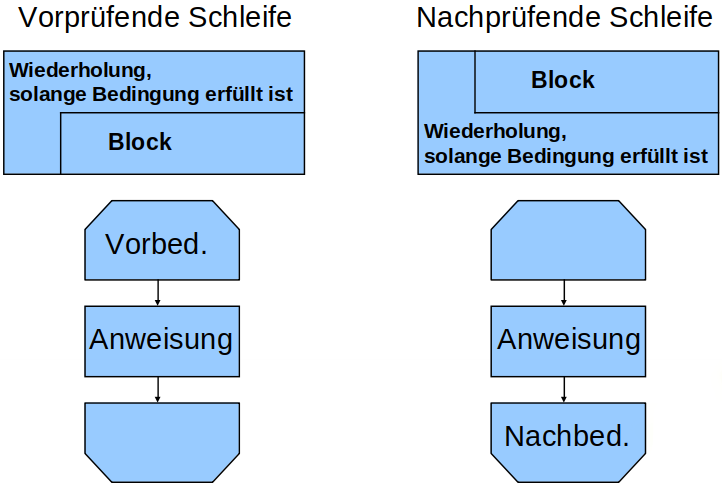 Vorprüfende Schleife
Wiederholung,
solange Bedingung erfüllt ist
Block
Vorbed.
Anweisung
Nachprüfende Schleife
Block
Wiederholung,
solange Bedingung erfüllt ist
Anweisung
Nachbed.